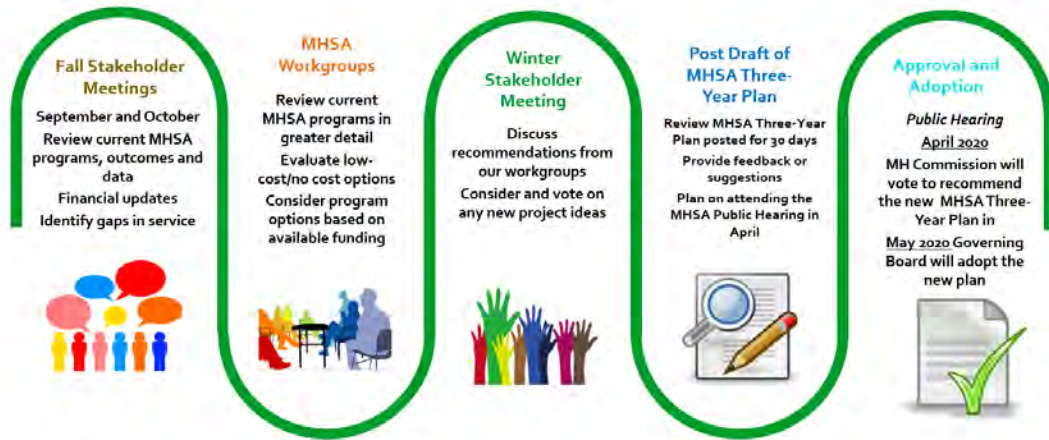 Fall Stakeholder
Meetings
September and October
Review current MHSA
programs, outcomes and
data
Financial updates
Identify gaps in service
MHSA
Workgroups
Review current
MHSA programs in
greater detail
Evaluate low-
cost/no cost options
Consider program
options based on
available funding
Winter
Stakeholder
Meeting
Discuss
recommendations from
our workgroups
Consider and vote on
any new project ideas
Post Draft of
MHSA Three-
Year Plan
Review MHSA Three-Year
Plan posted for 30 days
Provide feedback or
suggestions
Plan on attending the
MHSA Public Hearing in
April
Approval and
Adoption
Public Hearing
April 2020
MH Commission will
vote to recommend
the new MHSA Three-
Year Plan in
May 2020 Governing
Board will adopt the
new plan